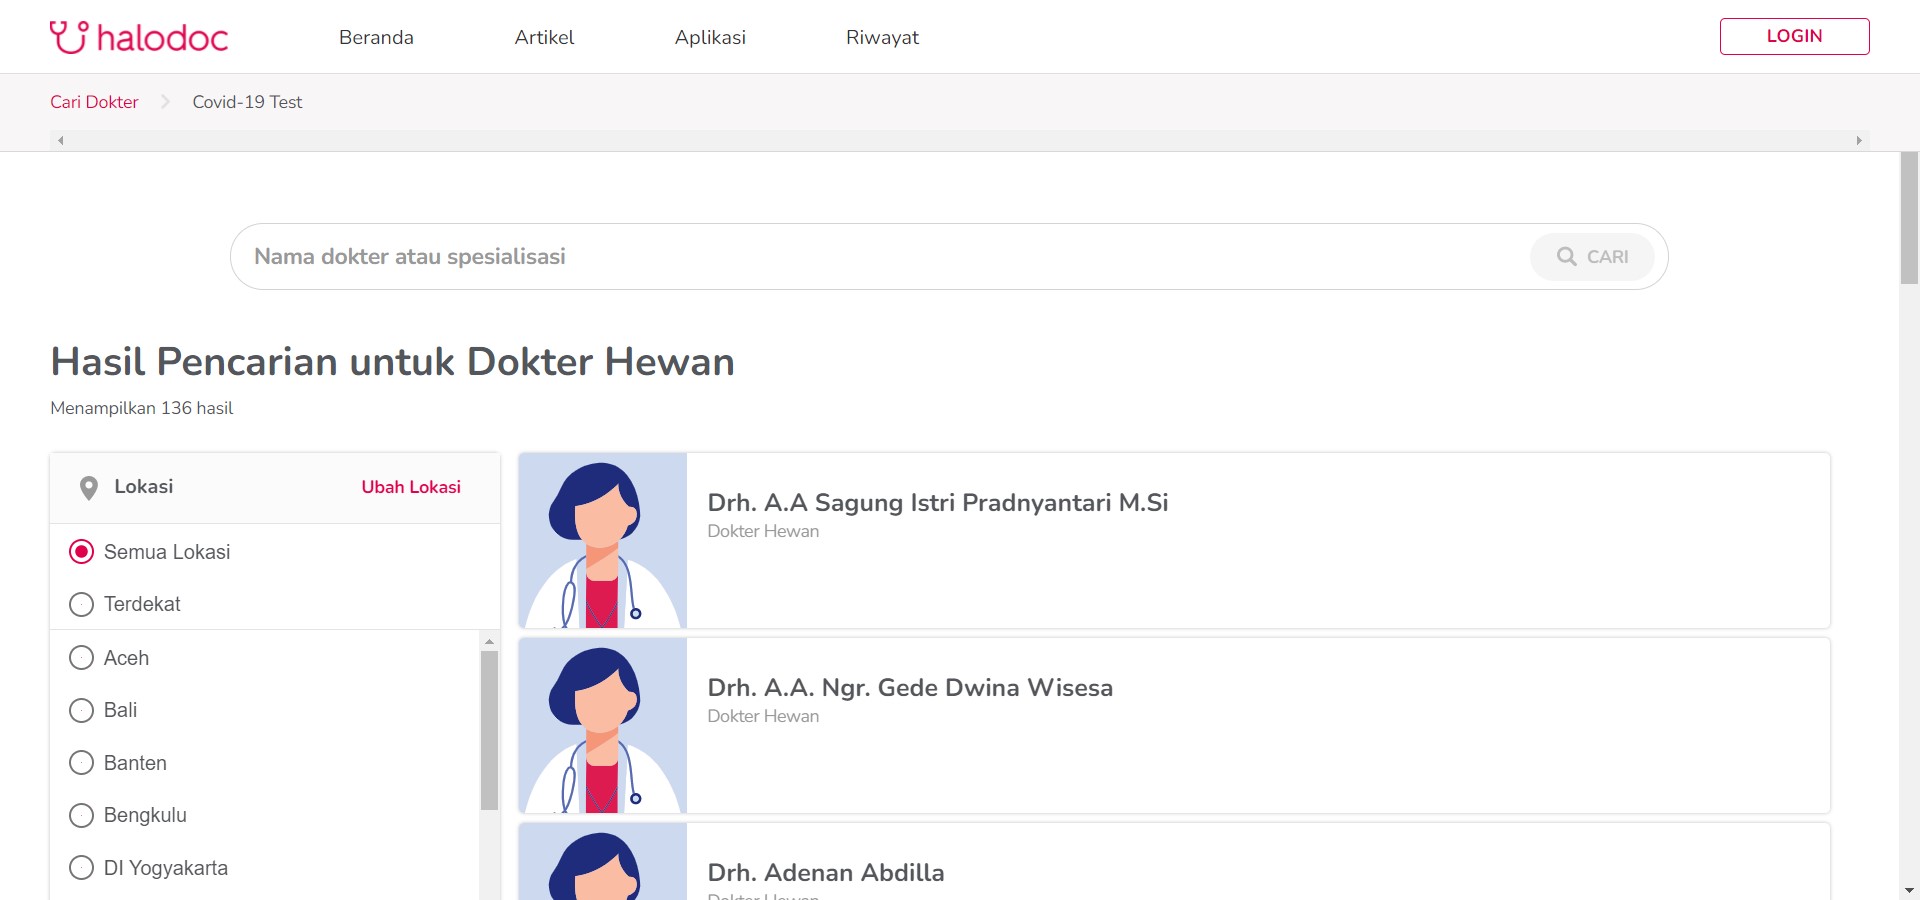 halodoc
Beranda
Artikel
Aplikasi
Riwayat
LOGIN
Cari Dokter
Covid-19 Test
Nama dokter atau spesialisasi
CARI
Hasil Pencarian untuk Dokter Hewan
Menampilkan 136 hasil
Lokasi
Ubah Lokasi
Semua Lokasi
Terdekat
Aceh
Bali
Banten
Bengkulu
DI Yogyakarta
Drh. A.A Sagung Istri Pradnyantari M.Si
Dokter Hewan
Drh. A.A. Ngr. Gede Dwina Wisesa
Dokter Hewan
Drh. Adenan Abdilla
Dokter Hewan